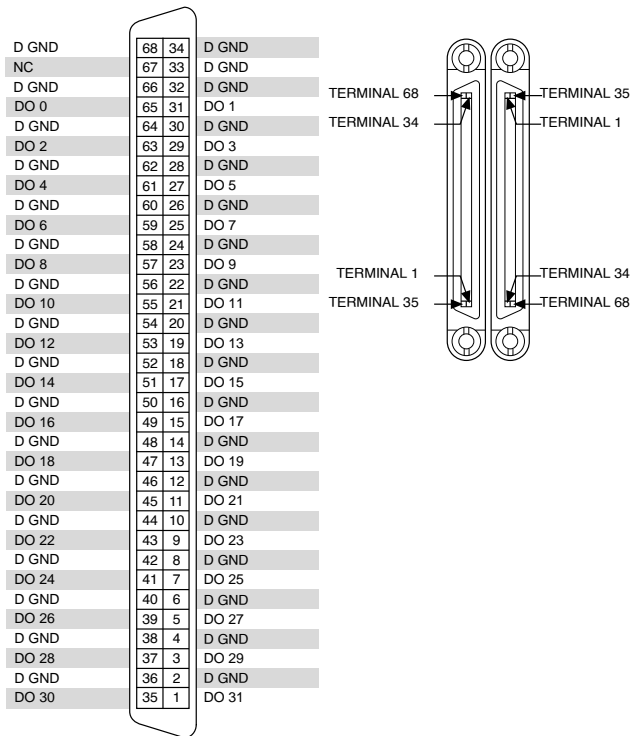 D GND 68 34 D GND
NC 67 33 D GND
D GND 66 32 D GND
DO 0 65 31 DO 1
D GND 64 30 D GND
DO 2 63 29 DO 3
D GND 62 28 D GND
DO 4 61 27 DO 5
D GND 60 26 D GND
DO 6 59 25 DO 7
D GND 58 24 D GND
DO 8 57 23 DO 9
D GND 56 22 D GND
DO 10 55 21 DO 11
D GND 54 20 D GND
DO 12 53 19 DO 13
D GND 52 18 D GND
DO 14 51 17 DO 15
D GND 50 16 D GND
DO 16 49 15 DO 17
D GND 48 14 D GND
DO 18 47 13 DO 19
D GND 46 12 D GND
DO 20 45 11 DO 21
D GND 44 10 D GND
DO 22 43 9 DO 23
D GND 42 8 D GND
DO 24 41 7 DO 25
D GND 40 6 D GND
DO 26 39 5 DO 27
D GND 38 4 D GND
DO 28 37 3 DO 29
D GND 36 2 D GND
DO 30 35 1 DO 31
TERMINAL 68 TERMINAL 35
TERMINAL 34 TERMINAL 1
TERMINAL 1 TERMINAL 34
TERMINAL 35 TERMINAL 68